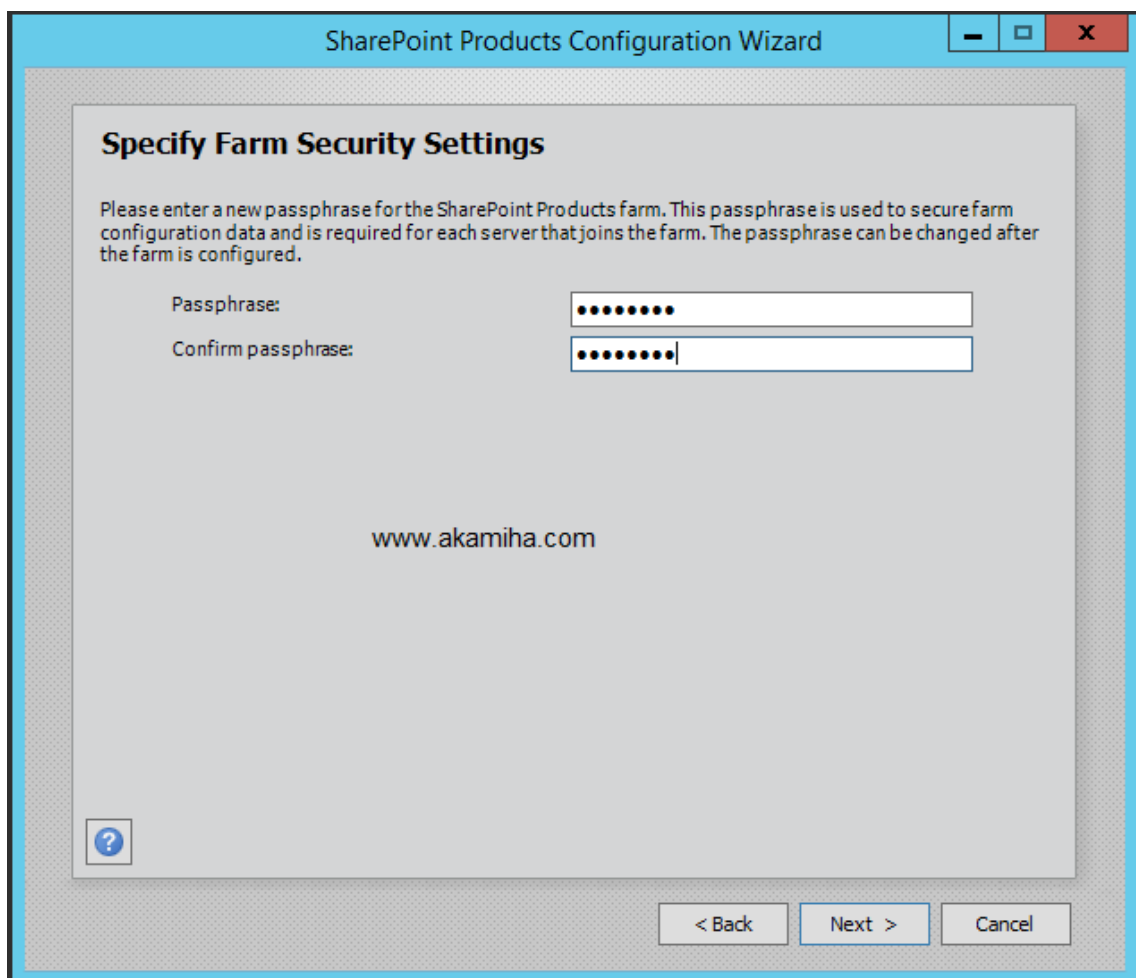 SharePoint Products Configuration Wizard
Specify Farm Security Settings
Please enter a new passphrase for the SharePoint Products farm. This passphrase is used to secure farm
configuration data and is required for each server that joins the farm. The passphrase can be changed after
the farm is configured.
Passphrase: ••••••••
Confirm passphrase: ••••••••
www.akamiha.com
?
< Back Next > Cancel